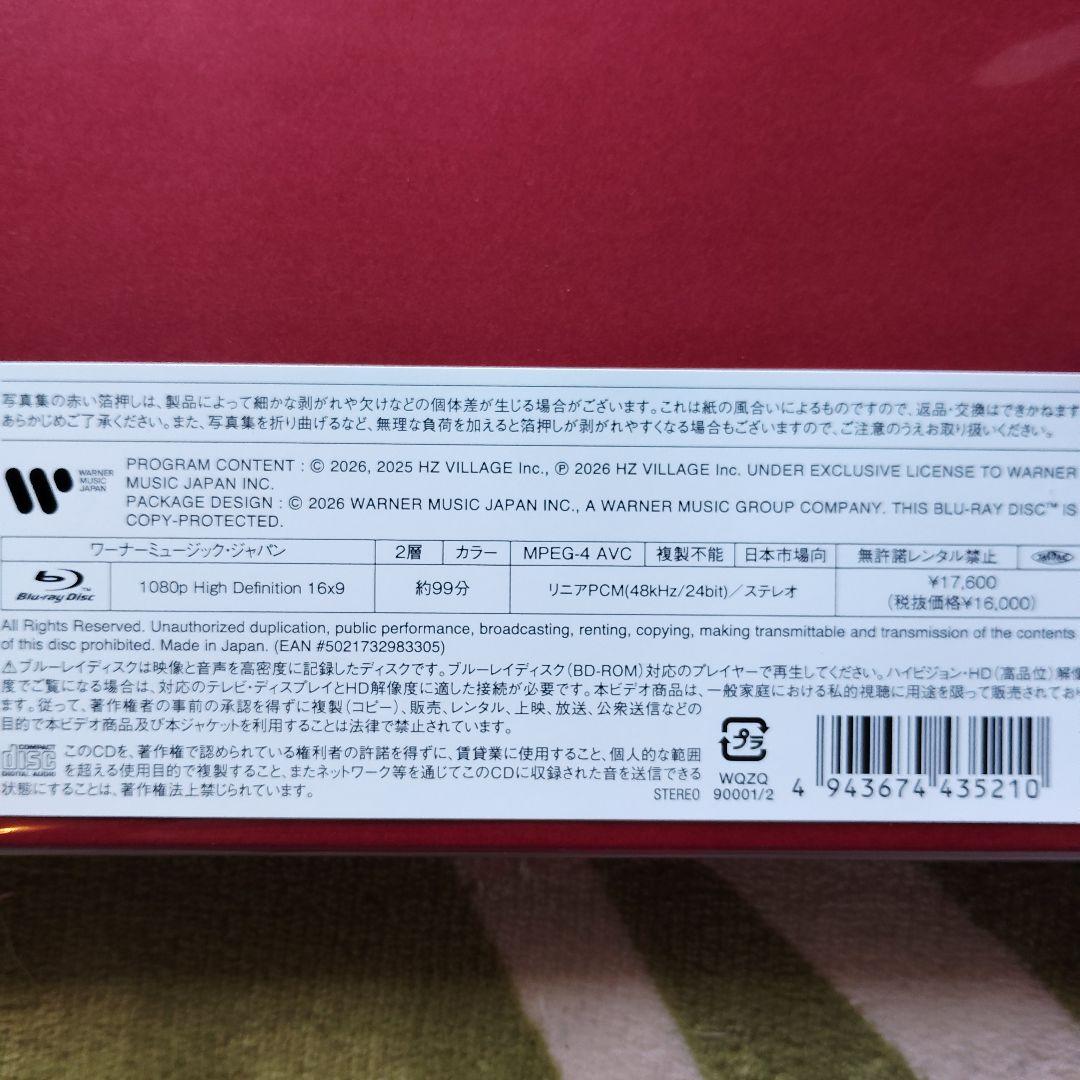 写真集の赤い箔押しは、製品によって細かな剥がれや欠けなどの個体差が生じる場合がございます。これは紙の風合いによるものですので、返品・交換はできかねます
あらかじめご了承ください。また、写真集を折り曲げるなど、無理な負荷を加えると箔押しが剥がれやすくなる場合もございますので、ご注意のうえお取り扱いください。
WARNER MUSIC JAPAN
PROGRAM CONTENT : © 2026, 2025 HZ VILLAGE Inc., ℗ 2026 HZ VILLAGE Inc. UNDER EXCLUSIVE LICENSE TO WARNER
MUSIC JAPAN INC.
PACKAGE DESIGN : © 2026 WARNER MUSIC JAPAN INC., A WARNER MUSIC GROUP COMPANY. THIS BLU-RAY DISC™ IS
COPY-PROTECTED.
ワーナーミュージック・ジャパン 2層 カラー MPEG-4 AVC 複製不能 日本市場向 無許諾レンタル禁止
Blu-ray Disc™ 1080p High Definition 16x9 約99分 リニアPCM(48kHz/24bit)／ステレオ ¥17,600
(税抜価格¥16,000)
All Rights Reserved. Unauthorized duplication, public performance, broadcasting, renting, copying, making transmittable and transmission of the contents
of this disc prohibited. Made in Japan. (EAN #5021732983305)
⚠ブルーレイディスクは映像と音声を高密度に記録したディスクです。ブルーレイディスク(BD-ROM)対応のプレイヤーで再生してください。ハイビジョン・HD(高品位)解像
度でご覧になる場合は、対応のテレビ・ディスプレイとHD解像度に適した接続が必要です。本ビデオ商品は、一般家庭における私的視聴に用途を限って販売されてお
ます。従って、著作権者の事前の承認を得ずに複製(コピー)、販売、レンタル、上映、放送、公衆送信などの
目的で本ビデオ商品及び本ジャケットを利用することは法律で禁止されています。
COMPACT disc DIGITAL AUDIO
このCDを、著作権で認められている権利者の許諾を得ずに、賃貸業に使用すること、個人的な範囲
を超える使用目的で複製すること、またネットワーク等を通じてこのCDに収録された音を送信できる
状態にすることは、著作権法上禁じられています。
STEREO
プラ
WQZQ
90001/2
4 943674 435210